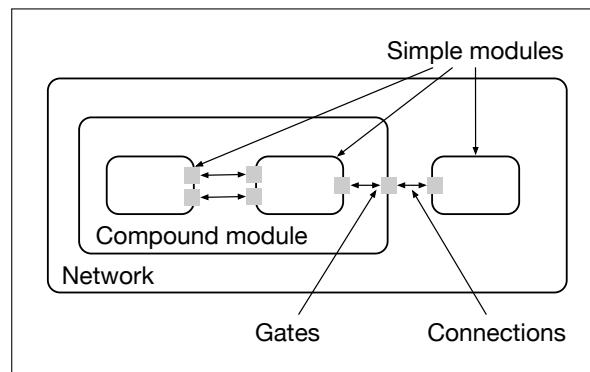 Simple modules
Compound module
Network
Gates
Connections